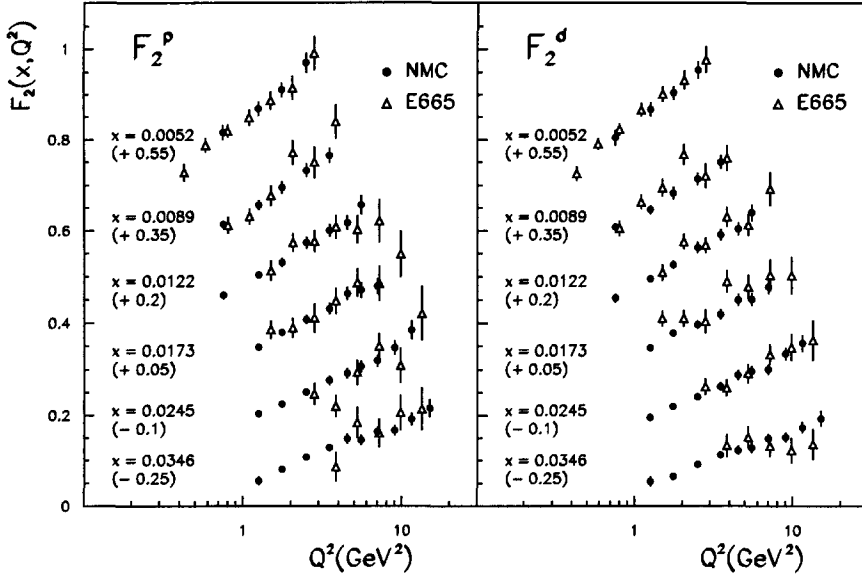 F₂(x,Q²)
1
0.8
0.6
0.4
0.2
0
F₂ᵖ
● NMC
△ E665
x = 0.0052
(+ 0.55)
x = 0.0089
(+ 0.35)
x = 0.0122
(+ 0.2)
x = 0.0173
(+ 0.05)
x = 0.0245
(− 0.1)
x = 0.0346
(− 0.25)
1
10
Q²(GeV²)
F₂ᵈ
● NMC
△ E665
x = 0.0052
(+ 0.55)
x = 0.0089
(+ 0.35)
x = 0.0122
(+ 0.2)
x = 0.0173
(+ 0.05)
x = 0.0245
(− 0.1)
x = 0.0346
(− 0.25)
1
10
Q²(GeV²)